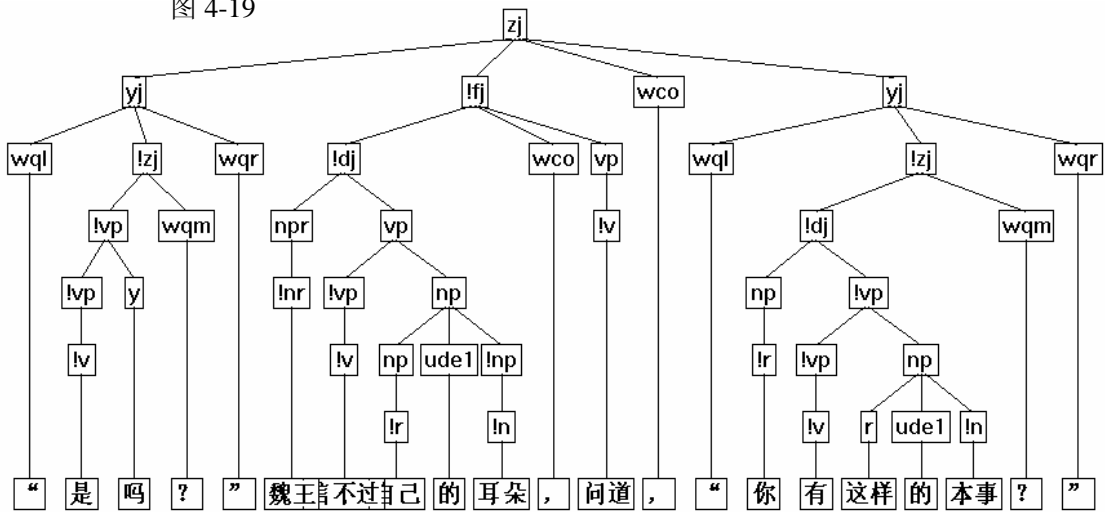 图 4-19
zj
yj !fj wco yj
wql !zj wqr !dj wco vp wql !zj wqr
!vp wqm npr vp !v !dj wqm
!vp y !nr !vp np np !vp
!v !v np ude1 !np !r !vp np
!r !n !v r ude1 !n
“ 是 吗 ? ” 魏王 信不过 自己 的 耳朵 , 问道 , “ 你 有 这样 的 本事 ? ”